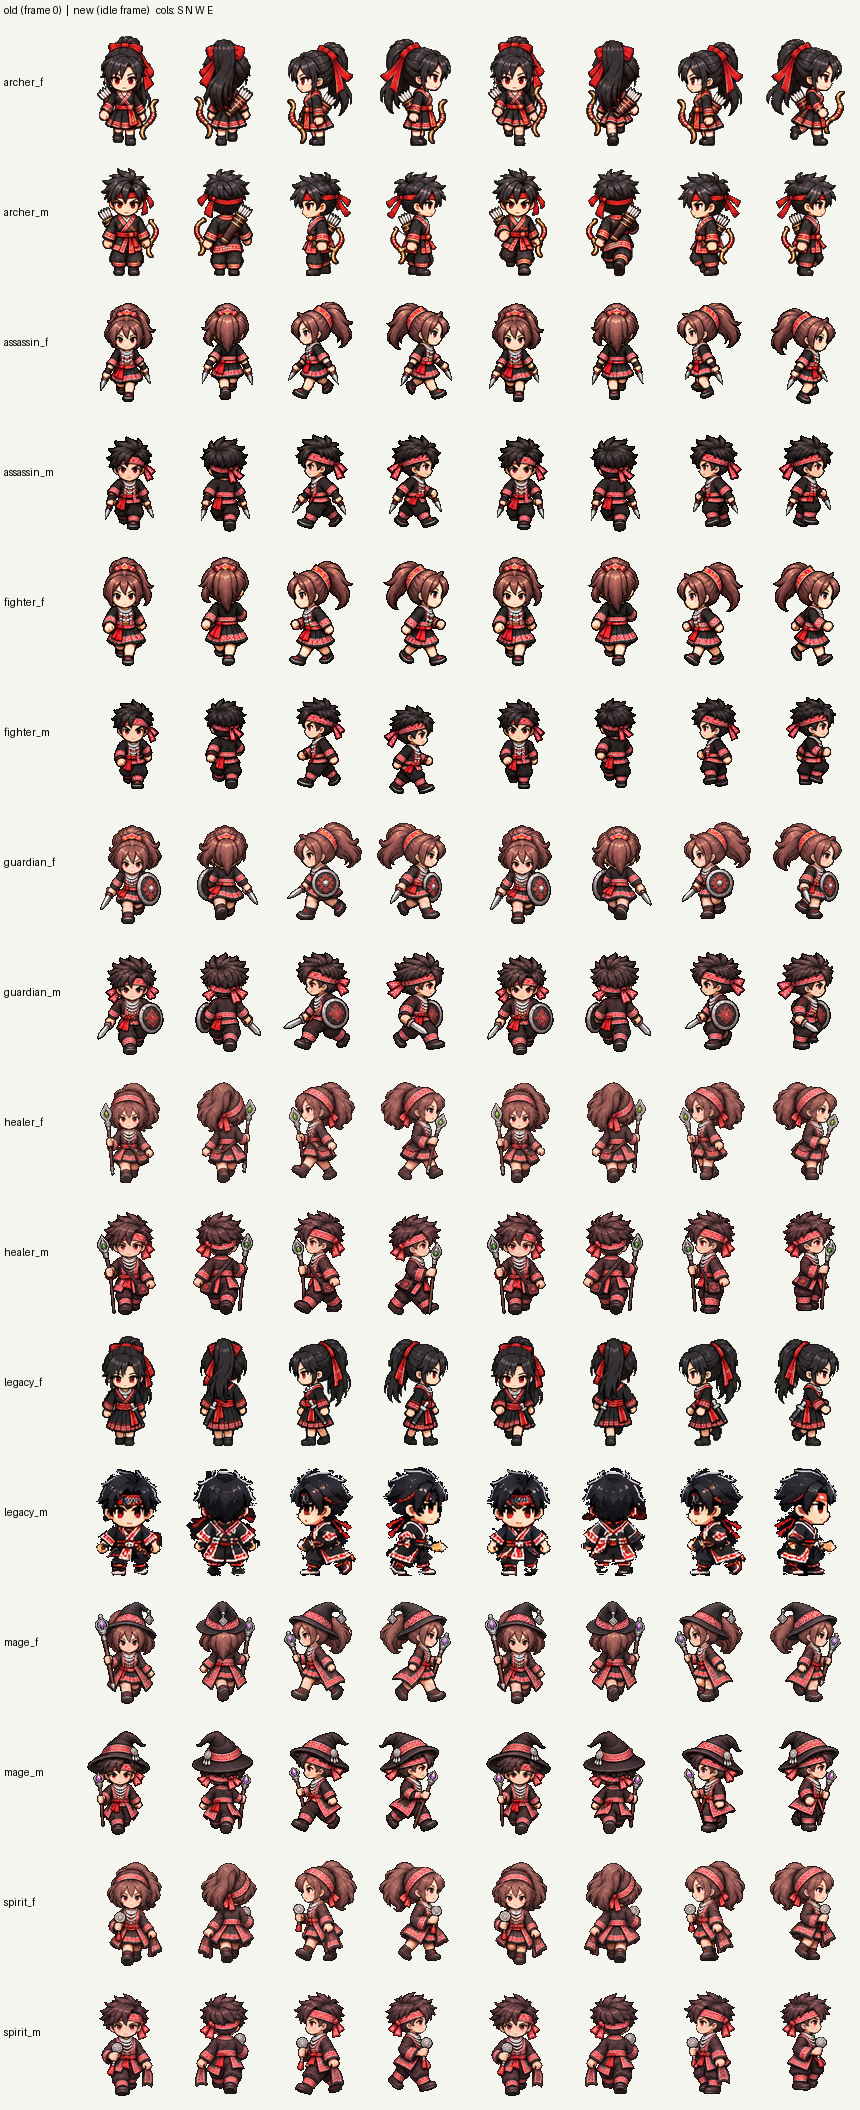 old (frame 0) | new (idle frame)  cols: S N W E
archer_f
archer_m
assassin_f
assassin_m
fighter_f
fighter_m
guardian_f
guardian_m
healer_f
healer_m
legacy_f
legacy_m
mage_f
mage_m
spirit_f
spirit_m